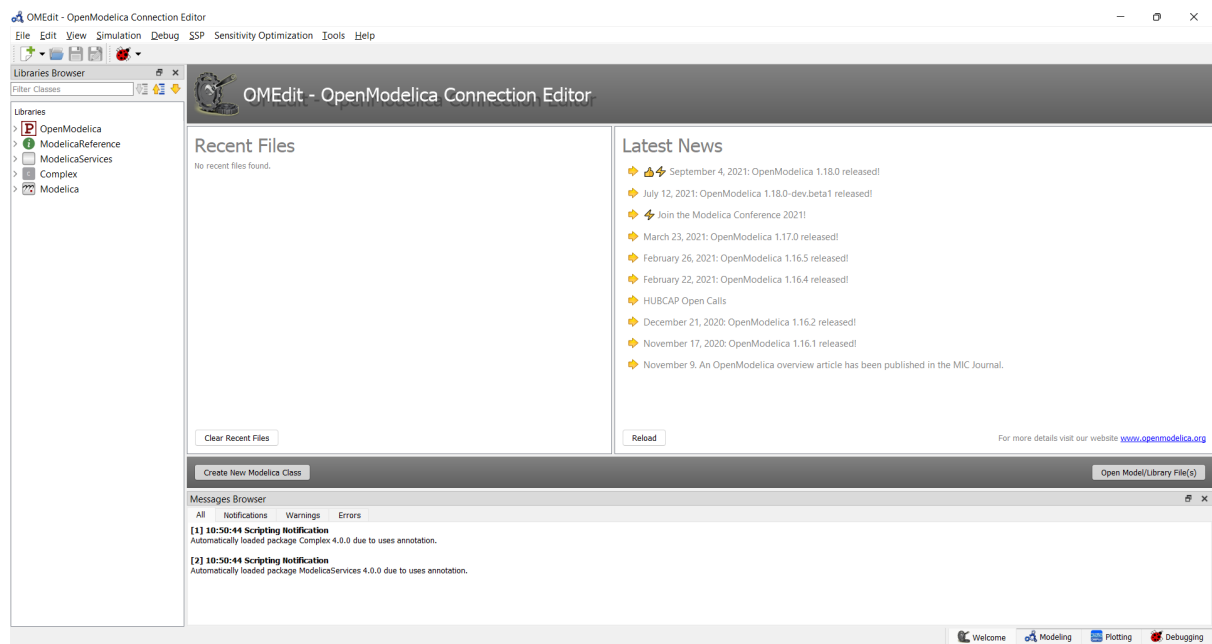 OMEdit - OpenModelica Connection Editor
File Edit View Simulation Debug SSP Sensitivity Optimization Tools Help
Libraries Browser
Filter Classes
Libraries
P OpenModelica
i ModelicaReference
ModelicaServices
C Complex
Modelica
OMEdit - OpenModelica Connection Editor
Recent Files
No recent files found.
Clear Recent Files
Latest News
September 4, 2021: OpenModelica 1.18.0 released!
July 12, 2021: OpenModelica 1.18.0-dev.beta1 released!
Join the Modelica Conference 2021!
March 23, 2021: OpenModelica 1.17.0 released!
February 26, 2021: OpenModelica 1.16.5 released!
February 22, 2021: OpenModelica 1.16.4 released!
HUBCAP Open Calls
December 21, 2020: OpenModelica 1.16.2 released!
November 17, 2020: OpenModelica 1.16.1 released!
November 9. An OpenModelica overview article has been published in the MIC Journal.
Reload
For more details visit our website www.openmodelica.org
Create New Modelica Class
Open Model/Library File(s)
Messages Browser
All Notifications Warnings Errors
[1] 10:50:44 Scripting Notification
Automatically loaded package Complex 4.0.0 due to uses annotation.
[2] 10:50:44 Scripting Notification
Automatically loaded package ModelicaServices 4.0.0 due to uses annotation.
Welcome Modeling Plotting Debugging